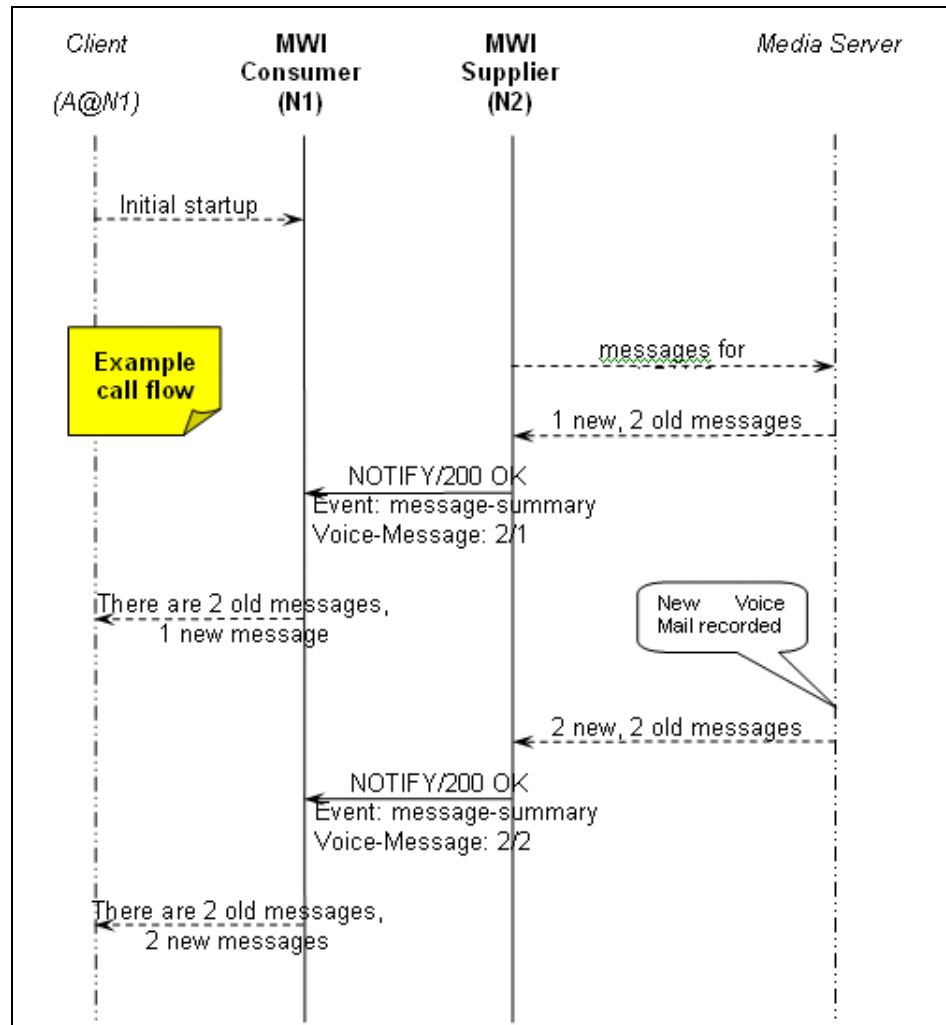 Client
(A@N1)
MWI
Consumer
(N1)
MWI
Supplier
(N2)
Media Server
Initial startup
Example
call flow
messages for
1 new, 2 old messages
NOTIFY/200 OK
Event: message-summary
Voice-Message: 2/1
There are 2 old messages,
1 new message
New Voice
Mail recorded
2 new, 2 old messages
NOTIFY/200 OK
Event: message-summary
Voice-Message: 2/2
There are 2 old messages,
2 new messages